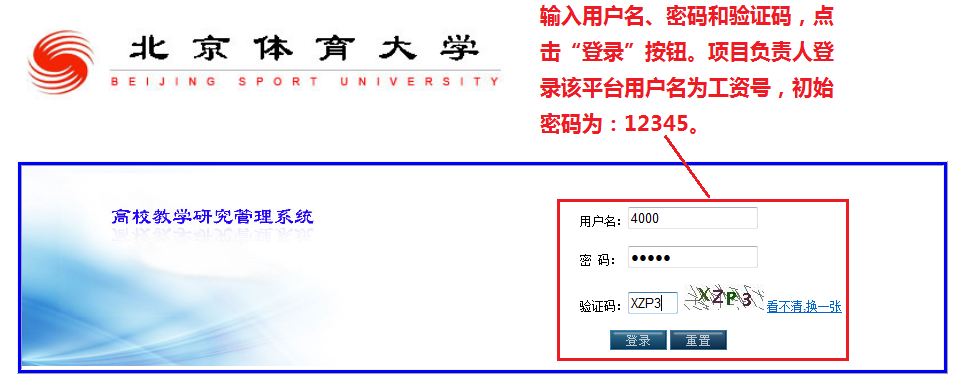 北京体育大学
BEIJING SPORT UNIVERSITY
输入用户名、密码和验证码，点
击“登录”按钮。项目负责人登
录该平台用户名为工资号，初始
密码为：12345。
高校教学研究管理系统
用户名: 4000
密 码: ●●●●●
验证码: XZP3 XZP3 看不清,换一张
登录 重置